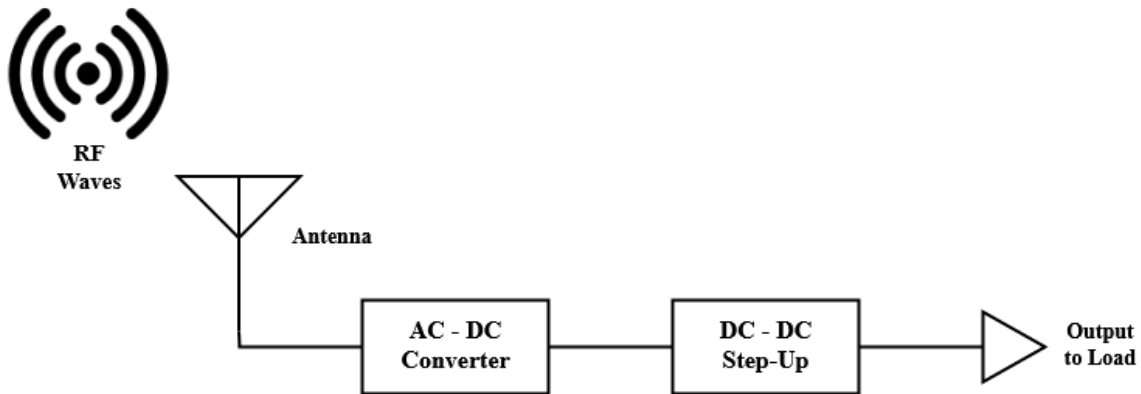 RF
Waves
Antenna
AC - DC
Converter
DC - DC
Step-Up
Output
to Load